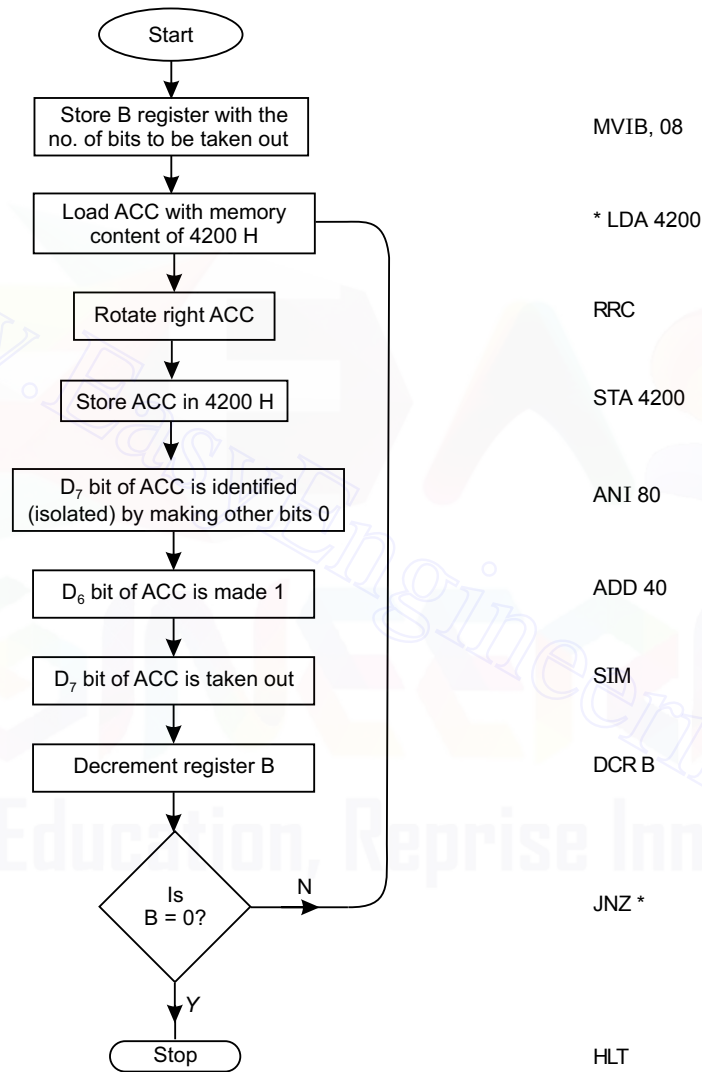 Start
Store B register with the
no. of bits to be taken out
MVIB, 08
Load ACC with memory
content of 4200 H
* LDA 4200
Rotate right ACC
RRC
Store ACC in 4200 H
STA 4200
D₇ bit of ACC is identified
(isolated) by making other bits 0
ANI 80
D₆ bit of ACC is made 1
ADD 40
D₇ bit of ACC is taken out
SIM
Decrement register B
DCR B
Is
B = 0?
N
JNZ *
Y
Stop
HLT